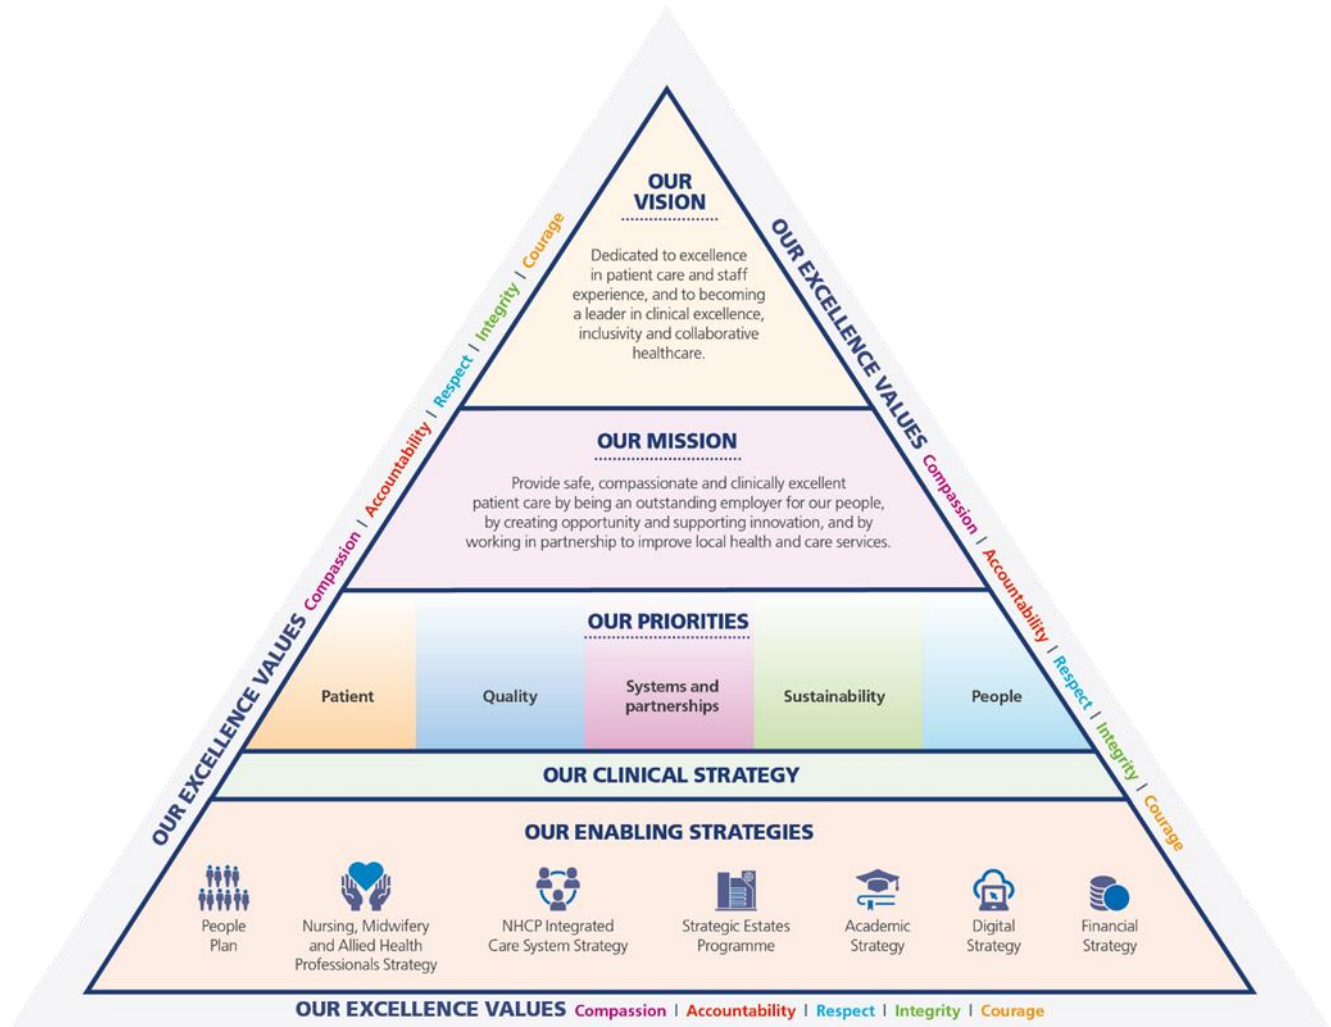 OUR
VISION
Dedicated to excellence
in patient care and staff
experience, and to becoming
a leader in clinical excellence,
inclusivity and collaborative
healthcare.
OUR MISSION
Provide safe, compassionate and clinically excellent
patient care by being an outstanding employer for our people,
by creating opportunity and supporting innovation, and by
working in partnership to improve local health and care services.
OUR PRIORITIES
Patient
Quality
Systems and
partnerships
Sustainability
People
OUR CLINICAL STRATEGY
OUR ENABLING STRATEGIES
People
Plan
Nursing, Midwifery
and Allied Health
Professionals Strategy
NHCP Integrated
Care System Strategy
Strategic Estates
Programme
Academic
Strategy
Digital
Strategy
Financial
Strategy
OUR EXCELLENCE VALUES Compassion | Accountability | Respect | Integrity | Courage
OUR EXCELLENCE VALUES Compassion | Accountability | Respect | Integrity | Courage
OUR EXCELLENCE VALUES Compassion | Accountability | Respect | Integrity | Courage